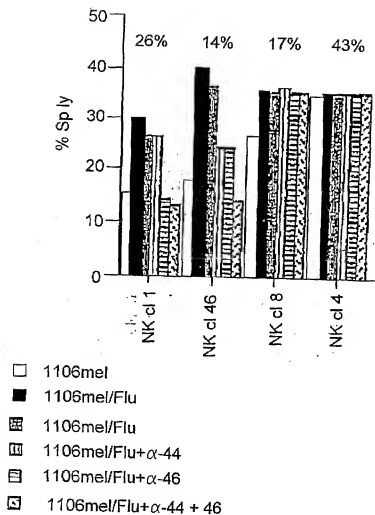 50
40
30
20
10
0
% Sp ly
26% 14% 17% 43%
NK cl 1
NK cl 46
NK cl 8
NK cl 4
1106mel
1106mel/Flu
1106mel/Flu
1106mel/Flu+α-44
1106mel/Flu+α-46
1106mel/Flu+α-44 + 46